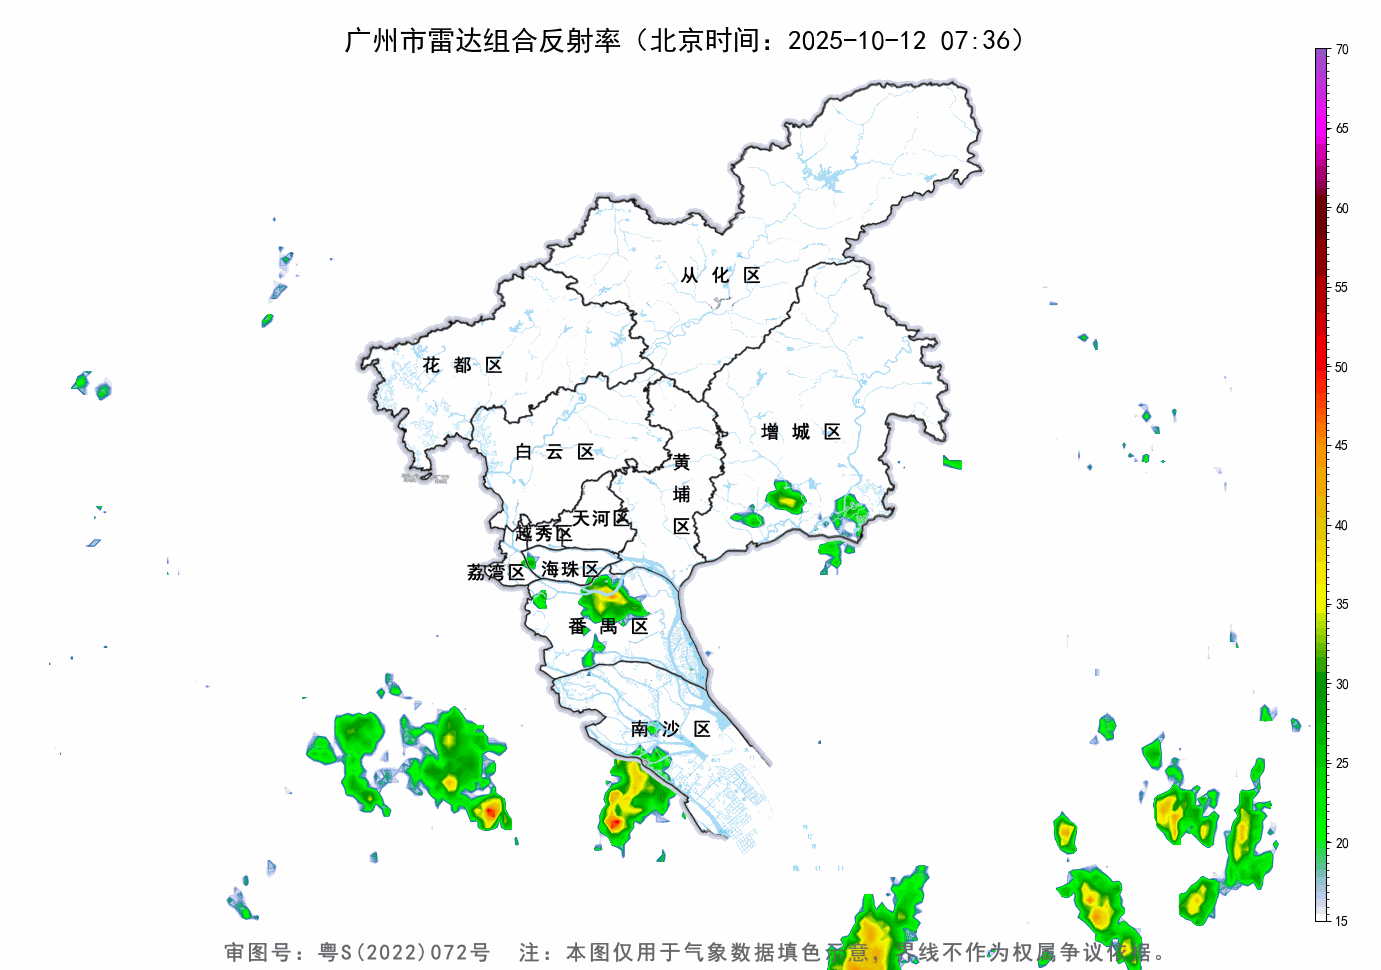 广州市雷达组合反射率（北京时间：2025-10-12 07:36）
70
65
60
55
50
45
40
35
30
25
20
15
从 化 区
花 都 区
增 城 区
白 云 区
黄
埔
区
天河区
越秀区
荔湾区
海珠区
番 禺 区
南 沙 区
审图号：粤S(2022)072号 注：本图仅用于气象数据填色示意，界线不作为权属争议依据。